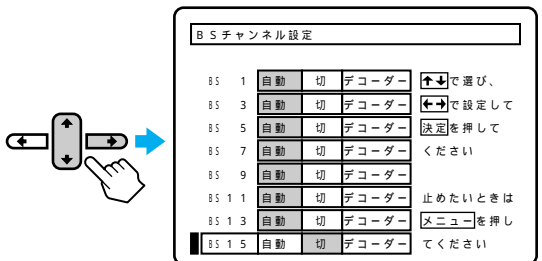 BSチャンネル設定
BS 1 自動 切 デコーダー ↑↓で選び、
BS 3 自動 切 デコーダー ←→で設定して
BS 5 自動 切 デコーダー 決定を押して
BS 7 自動 切 デコーダー ください
BS 9 自動 切 デコーダー
BS11 自動 切 デコーダー 止めたいときは
BS13 自動 切 デコーダー メニューを押し
BS15 自動 切 デコーダー てください